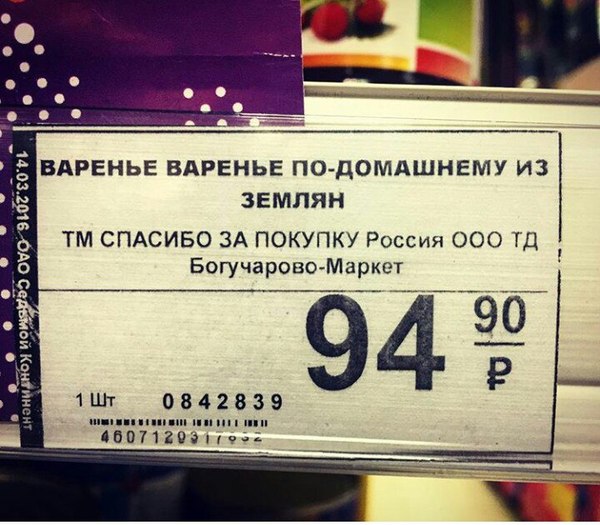 ВАРЕНЬЕ ВАРЕНЬЕ ПО-ДОМАШНЕМУ ИЗ
ЗЕМЛЯН
ТМ СПАСИБО ЗА ПОКУПКУ Россия ООО ТД
Богучарово-Маркет
94 90
₽
1 Шт 0842839
14.03.2016 ОАО Седьмой Континент